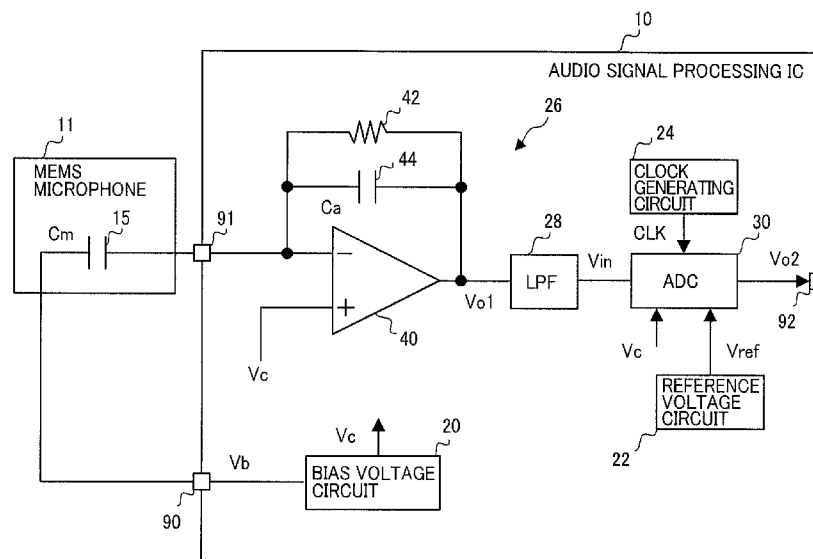 10
AUDIO SIGNAL PROCESSING IC
42
26
11
44
24
MEMS
MICROPHONE
CLOCK
GENERATING
CIRCUIT
Ca
Cm
15
91
28
CLK
30
−
LPF
Vin
ADC
Vo2
+
Vo1
92
40
Vc
Vc
Vref
REFERENCE
VOLTAGE
CIRCUIT
Vc
20
22
Vb
BIAS VOLTAGE
CIRCUIT
90